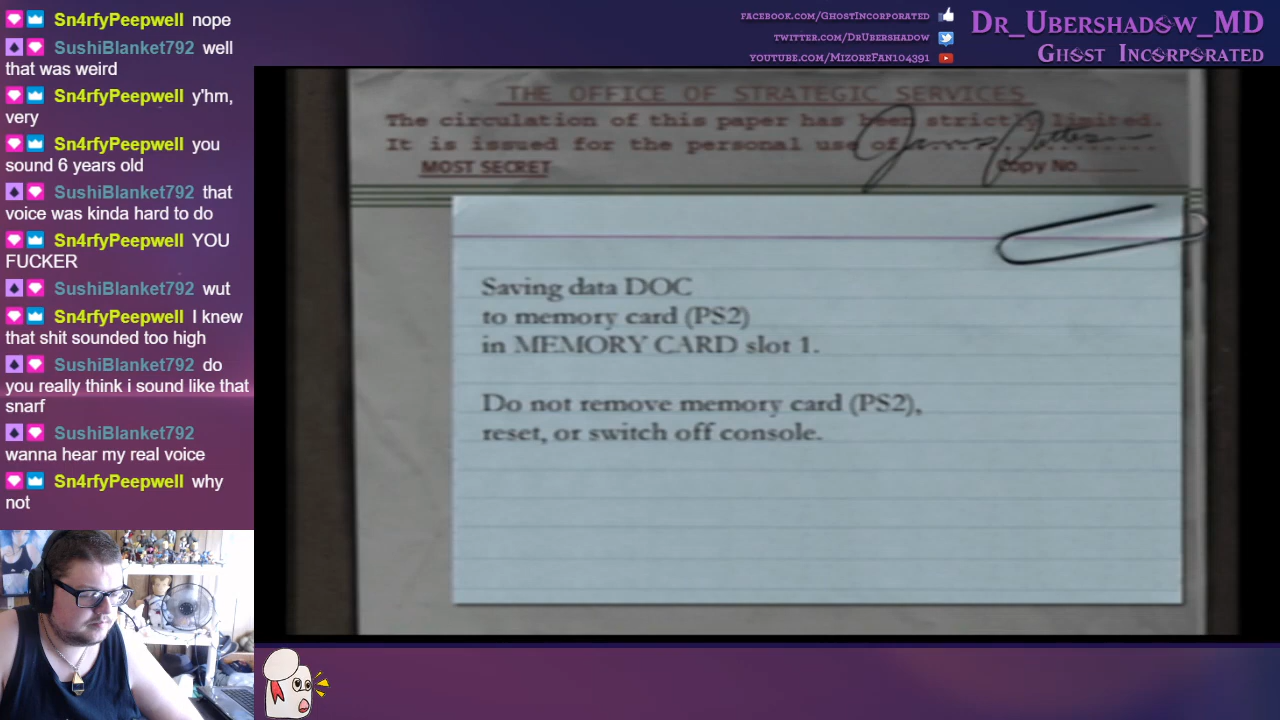 Sn4rfyPeepwell nope
SushiBlanket792 well
that was weird
Sn4rfyPeepwell y'hm,
very
Sn4rfyPeepwell you
sound 6 years old
SushiBlanket792 that
voice was kinda hard to do
Sn4rfyPeepwell YOU
FUCKER
SushiBlanket792 wut
Sn4rfyPeepwell I knew
that shit sounded too high
SushiBlanket792 do
you really think i sound like that
snarf
SushiBlanket792
wanna hear my real voice
Sn4rfyPeepwell why
not
facebook.com/GhostIncorporated
twitter.com/DrUbershadow
youtube.com/MizoreFan104391
Dr_Ubershadow_MD
Ghost Incorporated
THE OFFICE OF STRATEGIC SERVICES
The circulation of this paper has been strictly limited.
It is issued for the personal use of
MOST SECRET
Copy No
Saving data DOC
to memory card (PS2)
in MEMORY CARD slot 1.
Do not remove memory card (PS2),
reset, or switch off console.